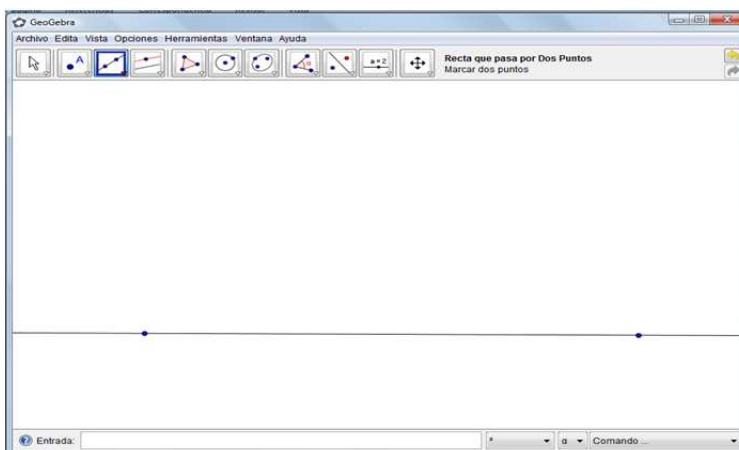 GeoGebra
Archivo Edita Vista Opciones Herramientas Ventana Ayuda
A
a=2
Recta que pasa por Dos Puntos
Marcar dos puntos
Entrada:
α
Comando ...